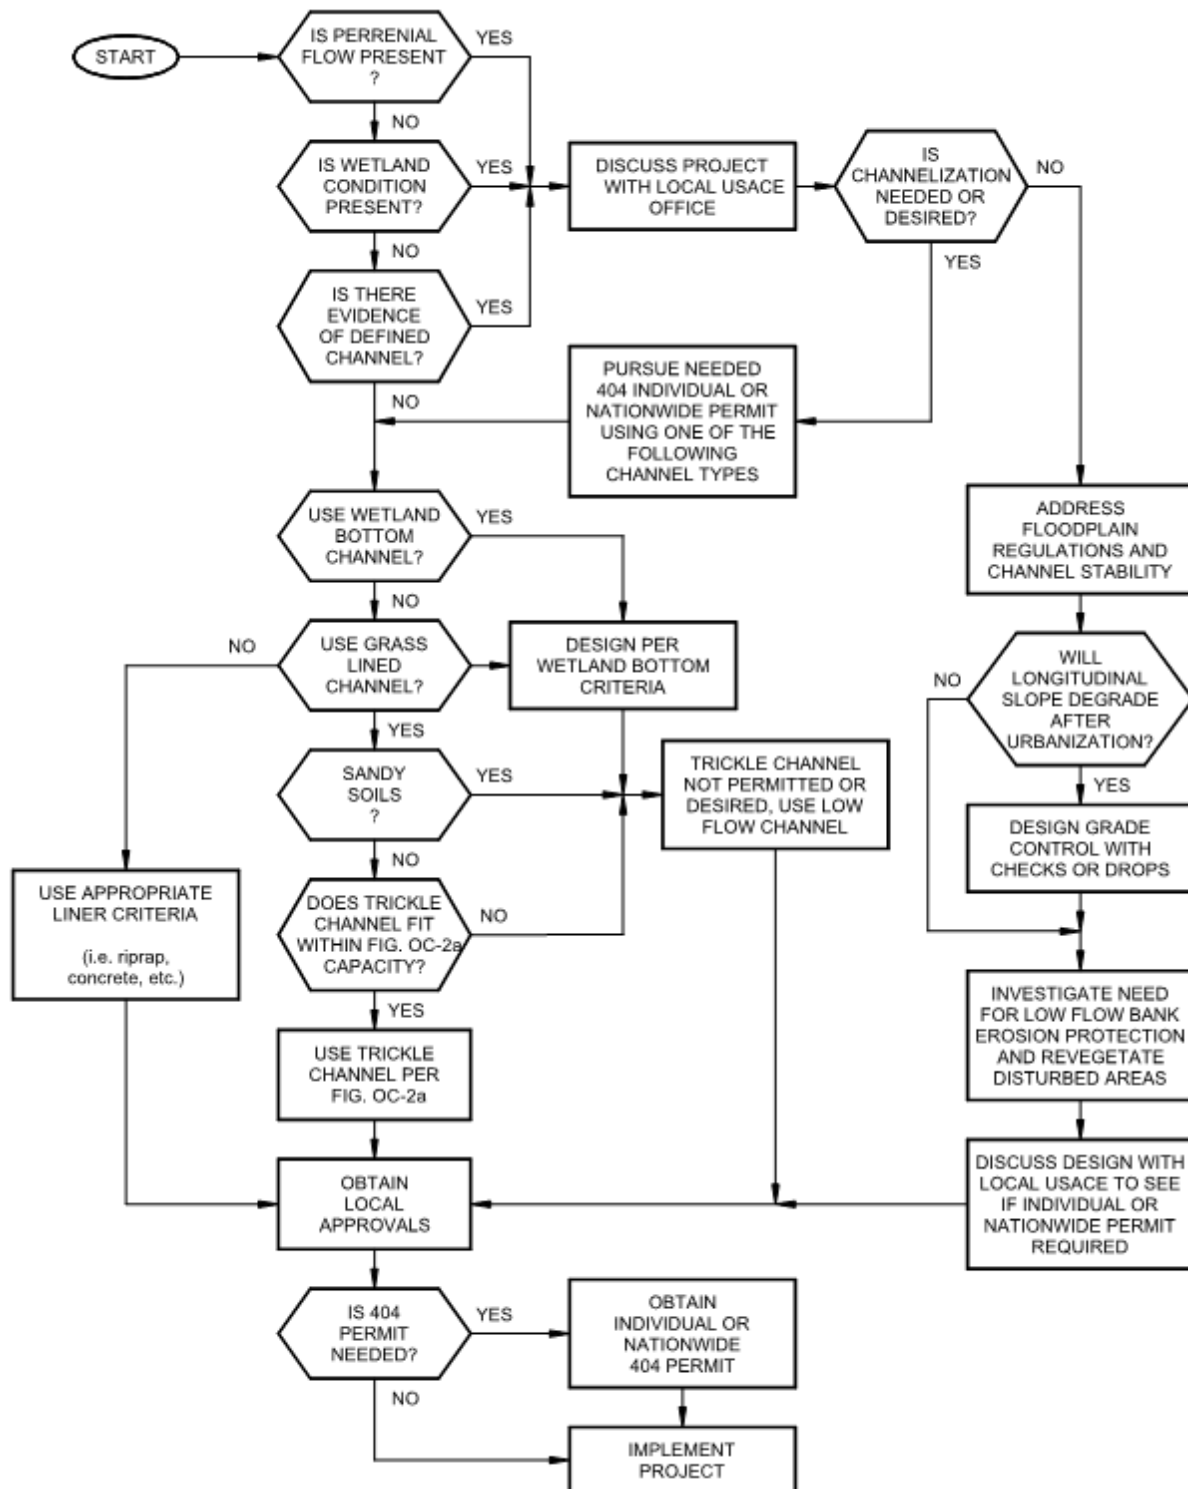 START
IS PERRENIAL
FLOW PRESENT
?
YES
NO
IS WETLAND
CONDITION
PRESENT?
YES
NO
DISCUSS PROJECT
WITH LOCAL USACE
OFFICE
IS
CHANNELIZATION
NEEDED OR
DESIRED?
NO
YES
IS THERE
EVIDENCE
OF DEFINED
CHANNEL?
YES
NO
PURSUE NEEDED
404 INDIVIDUAL OR
NATIONWIDE PERMIT
USING ONE OF THE
FOLLOWING
CHANNEL TYPES
USE WETLAND
BOTTOM
CHANNEL?
YES
NO
ADDRESS
FLOODPLAIN
REGULATIONS AND
CHANNEL STABILITY
NO
USE GRASS
LINED
CHANNEL?
YES
DESIGN PER
WETLAND BOTTOM
CRITERIA
WILL
LONGITUDINAL
SLOPE DEGRADE
AFTER
URBANIZATION?
NO
YES
SANDY
SOILS
?
YES
NO
TRICKLE CHANNEL
NOT PERMITTED OR
DESIRED, USE LOW
FLOW CHANNEL
DESIGN GRADE
CONTROL WITH
CHECKS OR DROPS
USE APPROPRIATE
LINER CRITERIA
(i.e. riprap,
concrete, etc.)
DOES TRICKLE
CHANNEL FIT
WITHIN FIG. OC-2a
CAPACITY?
NO
YES
INVESTIGATE NEED
FOR LOW FLOW BANK
EROSION PROTECTION
AND REVEGETATE
DISTURBED AREAS
USE TRICKLE
CHANNEL PER
FIG. OC-2a
OBTAIN
LOCAL
APPROVALS
DISCUSS DESIGN WITH
LOCAL USACE TO SEE
IF INDIVIDUAL OR
NATIONWIDE PERMIT
REQUIRED
IS 404
PERMIT
NEEDED?
YES
NO
OBTAIN
INDIVIDUAL OR
NATIONWIDE
404 PERMIT
IMPLEMENT
PROJECT